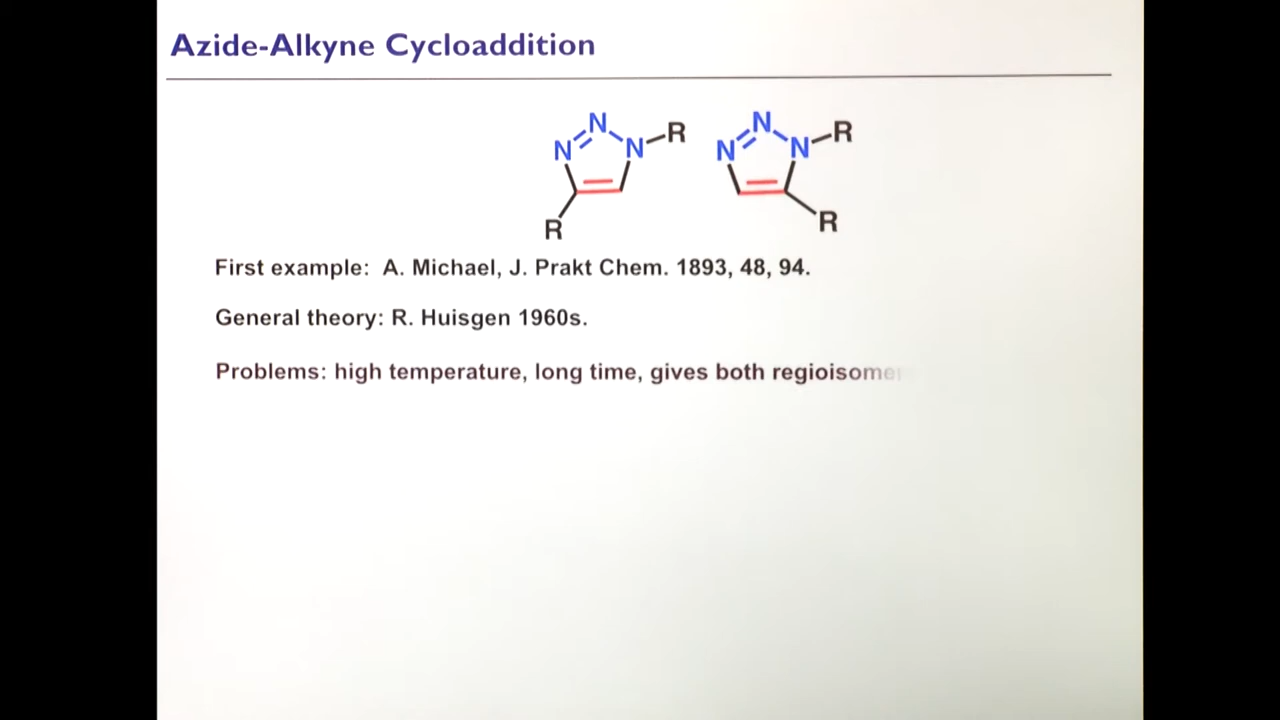 Azide-Alkyne Cycloaddition
N N N R R
N N N R R
First example: A. Michael, J. Prakt Chem. 1893, 48, 94.
General theory: R. Huisgen 1960s.
Problems: high temperature, long time, gives both regioisomer